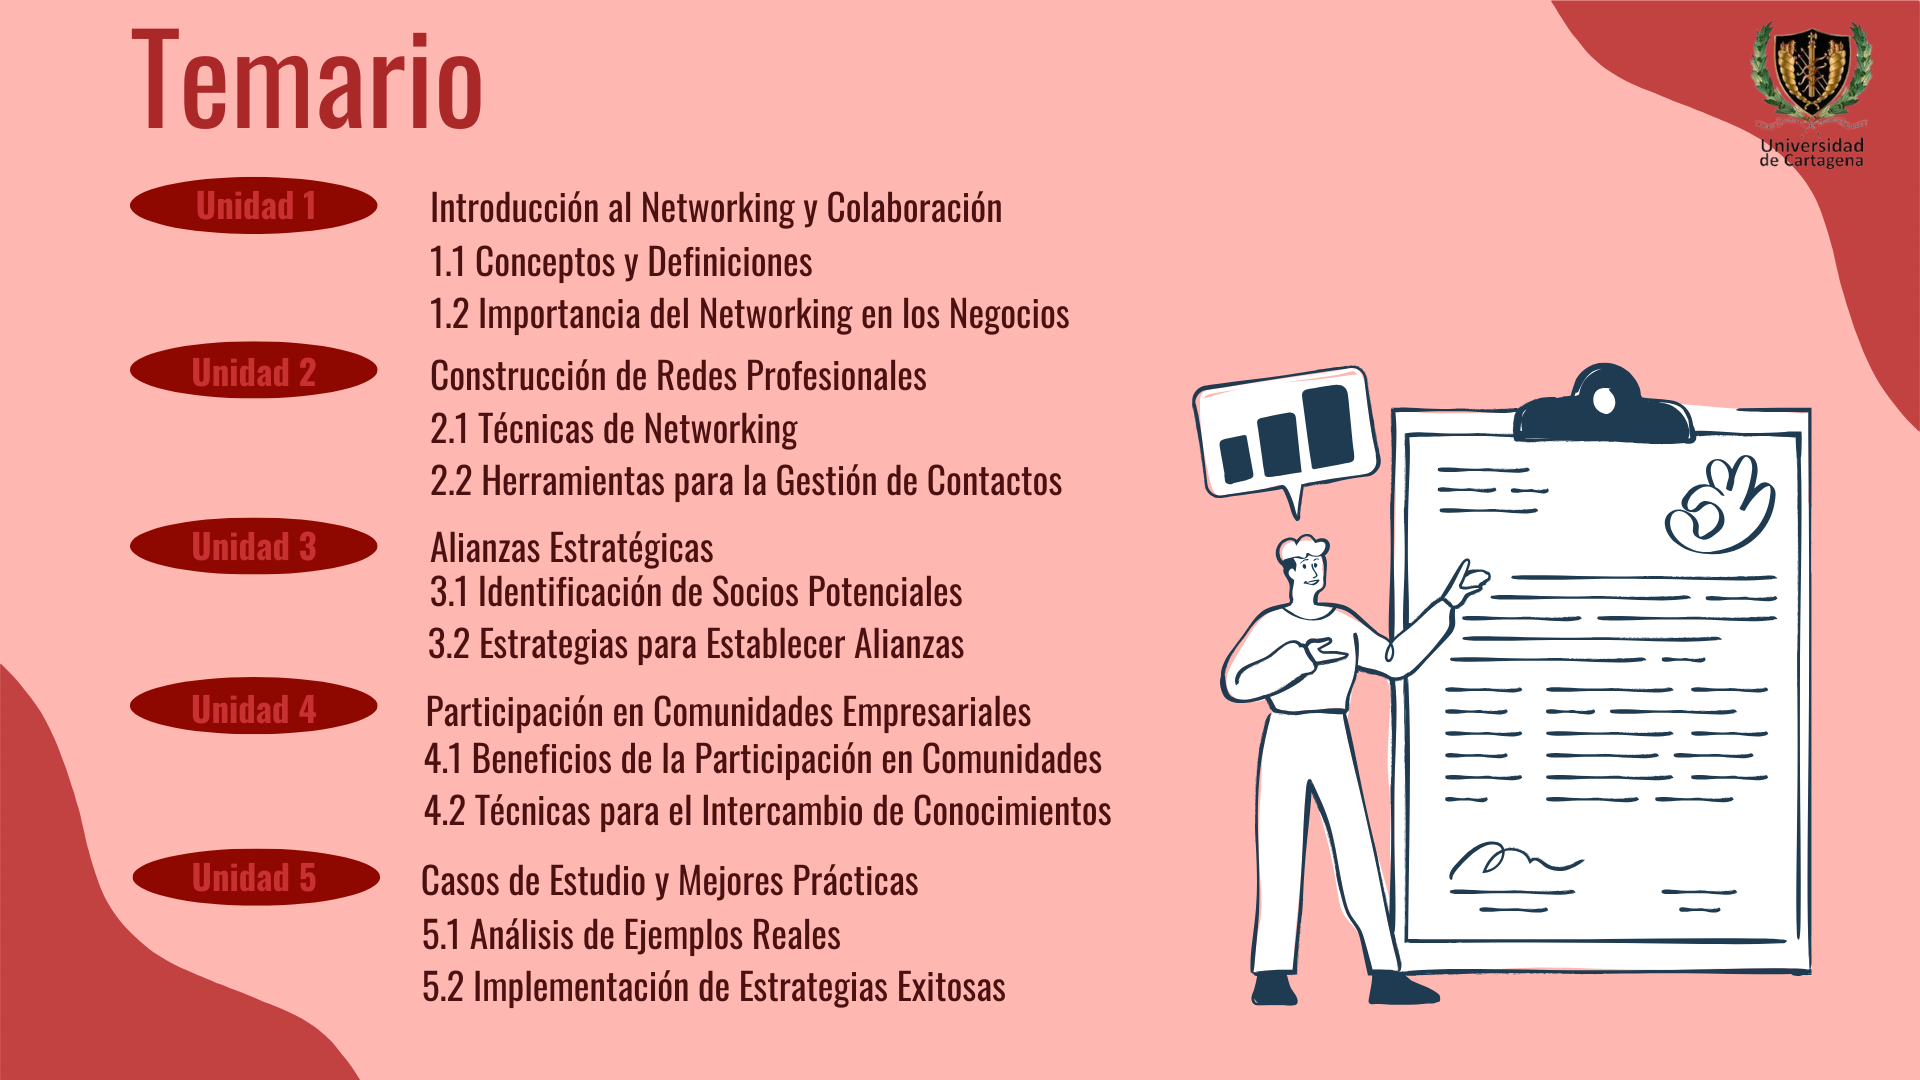 Temario
Universidad
de Cartagena
Unidad 1
Introducción al Networking y Colaboración
1.1 Conceptos y Definiciones
1.2 Importancia del Networking en los Negocios
Unidad 2
Construcción de Redes Profesionales
2.1 Técnicas de Networking
2.2 Herramientas para la Gestión de Contactos
Unidad 3
Alianzas Estratégicas
3.1 Identificación de Socios Potenciales
3.2 Estrategias para Establecer Alianzas
Unidad 4
Participación en Comunidades Empresariales
4.1 Beneficios de la Participación en Comunidades
4.2 Técnicas para el Intercambio de Conocimientos
Unidad 5
Casos de Estudio y Mejores Prácticas
5.1 Análisis de Ejemplos Reales
5.2 Implementación de Estrategias Exitosas